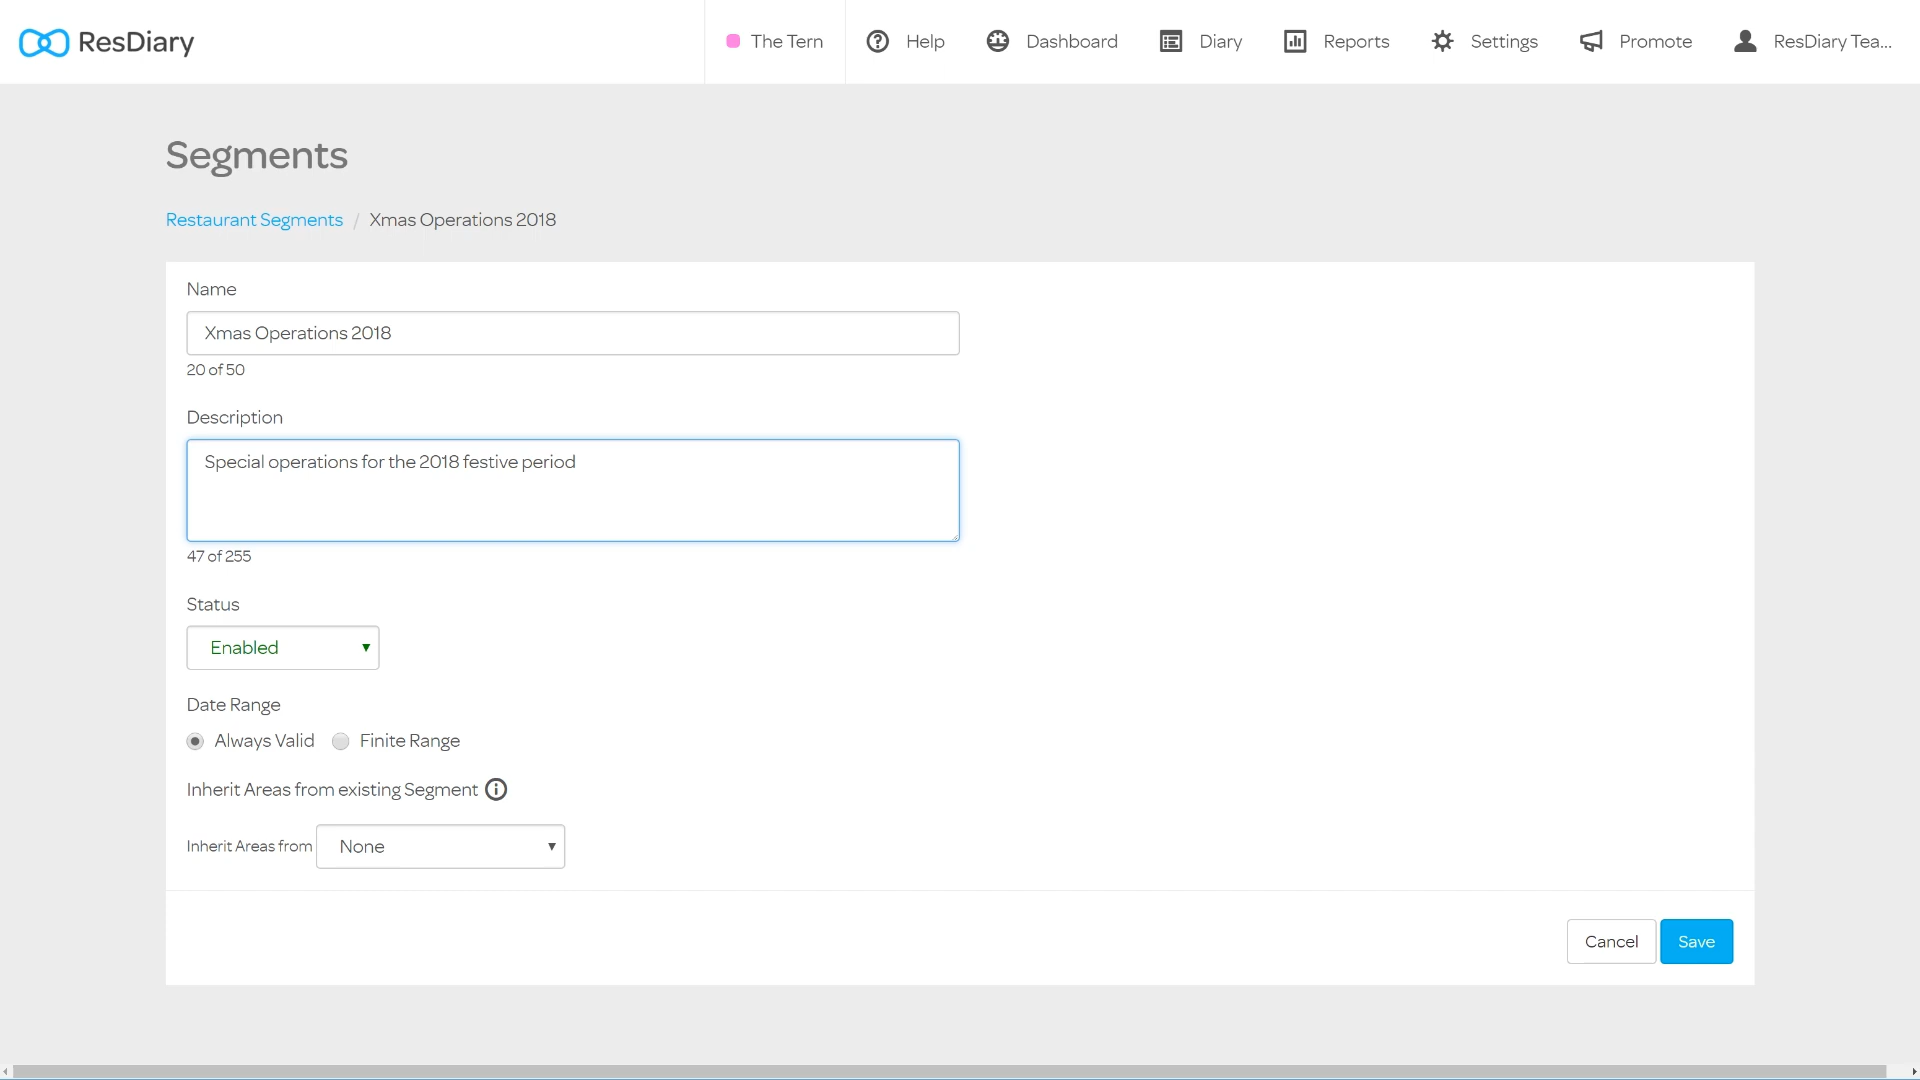 ResDiary
The Tern
Help
Dashboard
Diary
Reports
Settings
Promote
ResDiary Tea...
Segments
Restaurant Segments / Xmas Operations 2018
Name
Xmas Operations 2018
20 of 50
Description
Special operations for the 2018 festive period
47 of 255
Status
Enabled
Date Range
Always Valid Finite Range
Inherit Areas from existing Segment
Inherit Areas from None
Cancel Save